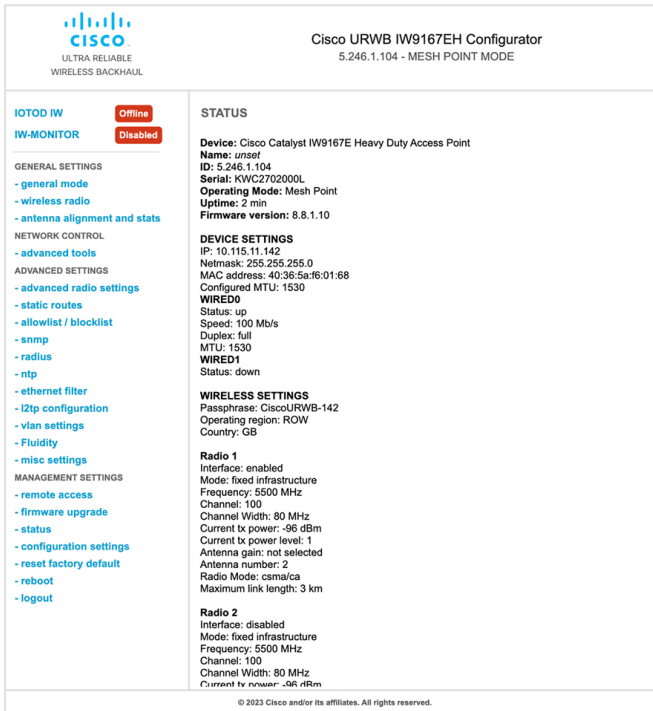 CISCO
ULTRA RELIABLE
WIRELESS BACKHAUL
Cisco URWB IW9167EH Configurator
5.246.1.104 - MESH POINT MODE
IOTOD IW Offline
IW-MONITOR Disabled
GENERAL SETTINGS
- general mode
- wireless radio
- antenna alignment and stats
NETWORK CONTROL
- advanced tools
ADVANCED SETTINGS
- advanced radio settings
- static routes
- allowlist / blocklist
- snmp
- radius
- ntp
- ethernet filter
- l2tp configuration
- vlan settings
- Fluidity
- misc settings
MANAGEMENT SETTINGS
- remote access
- firmware upgrade
- status
- configuration settings
- reset factory default
- reboot
- logout
STATUS
Device: Cisco Catalyst IW9167E Heavy Duty Access Point
Name: unset
ID: 5.246.1.104
Serial: KWC2702000L
Operating Mode: Mesh Point
Uptime: 2 min
Firmware version: 8.8.1.10
DEVICE SETTINGS
IP: 10.115.11.142
Netmask: 255.255.255.0
MAC address: 40:36:5a:f6:01:68
Configured MTU: 1530
WIRED0
Status: up
Speed: 100 Mb/s
Duplex: full
MTU: 1530
WIRED1
Status: down
WIRELESS SETTINGS
Passphrase: CiscoURWB-142
Operating region: ROW
Country: GB
Radio 1
Interface: enabled
Mode: fixed infrastructure
Frequency: 5500 MHz
Channel: 100
Channel Width: 80 MHz
Current tx power: -96 dBm
Current tx power level: 1
Antenna gain: not selected
Antenna number: 2
Radio Mode: csma/ca
Maximum link length: 3 km
Radio 2
Interface: disabled
Mode: fixed infrastructure
Frequency: 5500 MHz
Channel: 100
Channel Width: 80 MHz
Current tx power: -96 dBm
© 2023 Cisco and/or its affiliates. All rights reserved.